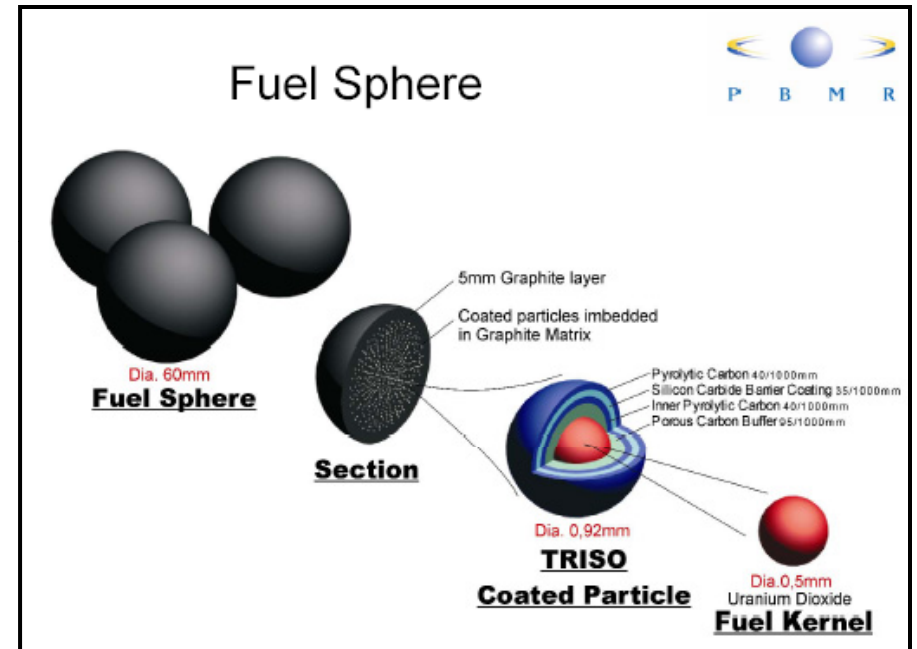 Fuel Sphere
P B M R
5mm Graphite layer
Coated particles imbedded
in Graphite Matrix
Dia. 60mm
Fuel Sphere
Section
Pyrolytic Carbon 40/1000mm
Sillicon Carbide Barrier Coating 35/1000mm
Inner Pyrolytic Carbon 40/1000mm
Porous Carbon Buffer 95/1000mm
Dia. 0,92mm
TRISO
Coated Particle
Dia.0,5mm
Uranium Dioxide
Fuel Kernel